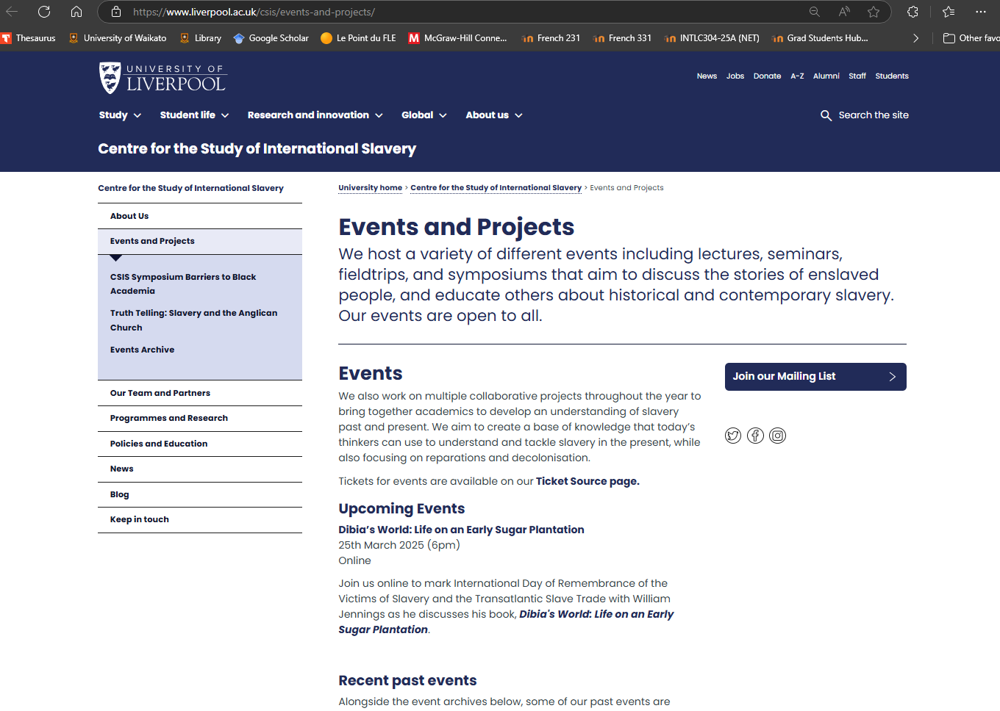 https://www.liverpool.ac.uk/csis/events-and-projects/
Thesaurus
University of Waikato
Library
Google Scholar
Le Point du FLE
McGraw-Hill Conne...
French 231
French 331
INTLC304-25A (NET)
Grad Students Hub...
Other favo
UNIVERSITY OF
LIVERPOOL
News Jobs Donate A-Z Alumni Staff Students
Study Student life Research and innovation Global About us
Search the site
Centre for the Study of International Slavery
Centre for the Study of International Slavery
About Us
Events and Projects
CSIS Symposium Barriers to Black
Academia
Truth Telling: Slavery and the Anglican
Church
Events Archive
Our Team and Partners
Programmes and Research
Policies and Education
News
Blog
Keep in touch
University home > Centre for the Study of International Slavery > Events and Projects
Events and Projects
We host a variety of different events including lectures, seminars,
fieldtrips, and symposiums that aim to discuss the stories of enslaved
people, and educate others about historical and contemporary slavery.
Our events are open to all.
Events
We also work on multiple collaborative projects throughout the year to
bring together academics to develop an understanding of slavery
past and present. We aim to create a base of knowledge that today’s
thinkers can use to understand and tackle slavery in the present, while
also focusing on reparations and decolonisation.
Tickets for events are available on our Ticket Source page.
Upcoming Events
Dibia’s World: Life on an Early Sugar Plantation
25th March 2025 (6pm)
Online
Join us online to mark International Day of Remembrance of the
Victims of Slavery and the Transatlantic Slave Trade with William
Jennings as he discusses his book, Dibia's World: Life on an Early
Sugar Plantation.
Recent past events
Alongside the event archives below, some of our past events are
Join our Mailing List